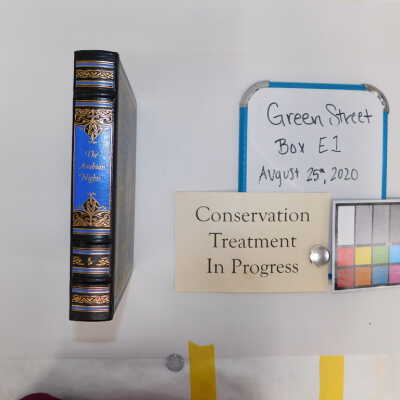 The
Arabian
Nights
Green Street
Box E1
August 25th, 2020
Conservation
Treatment
In Progress